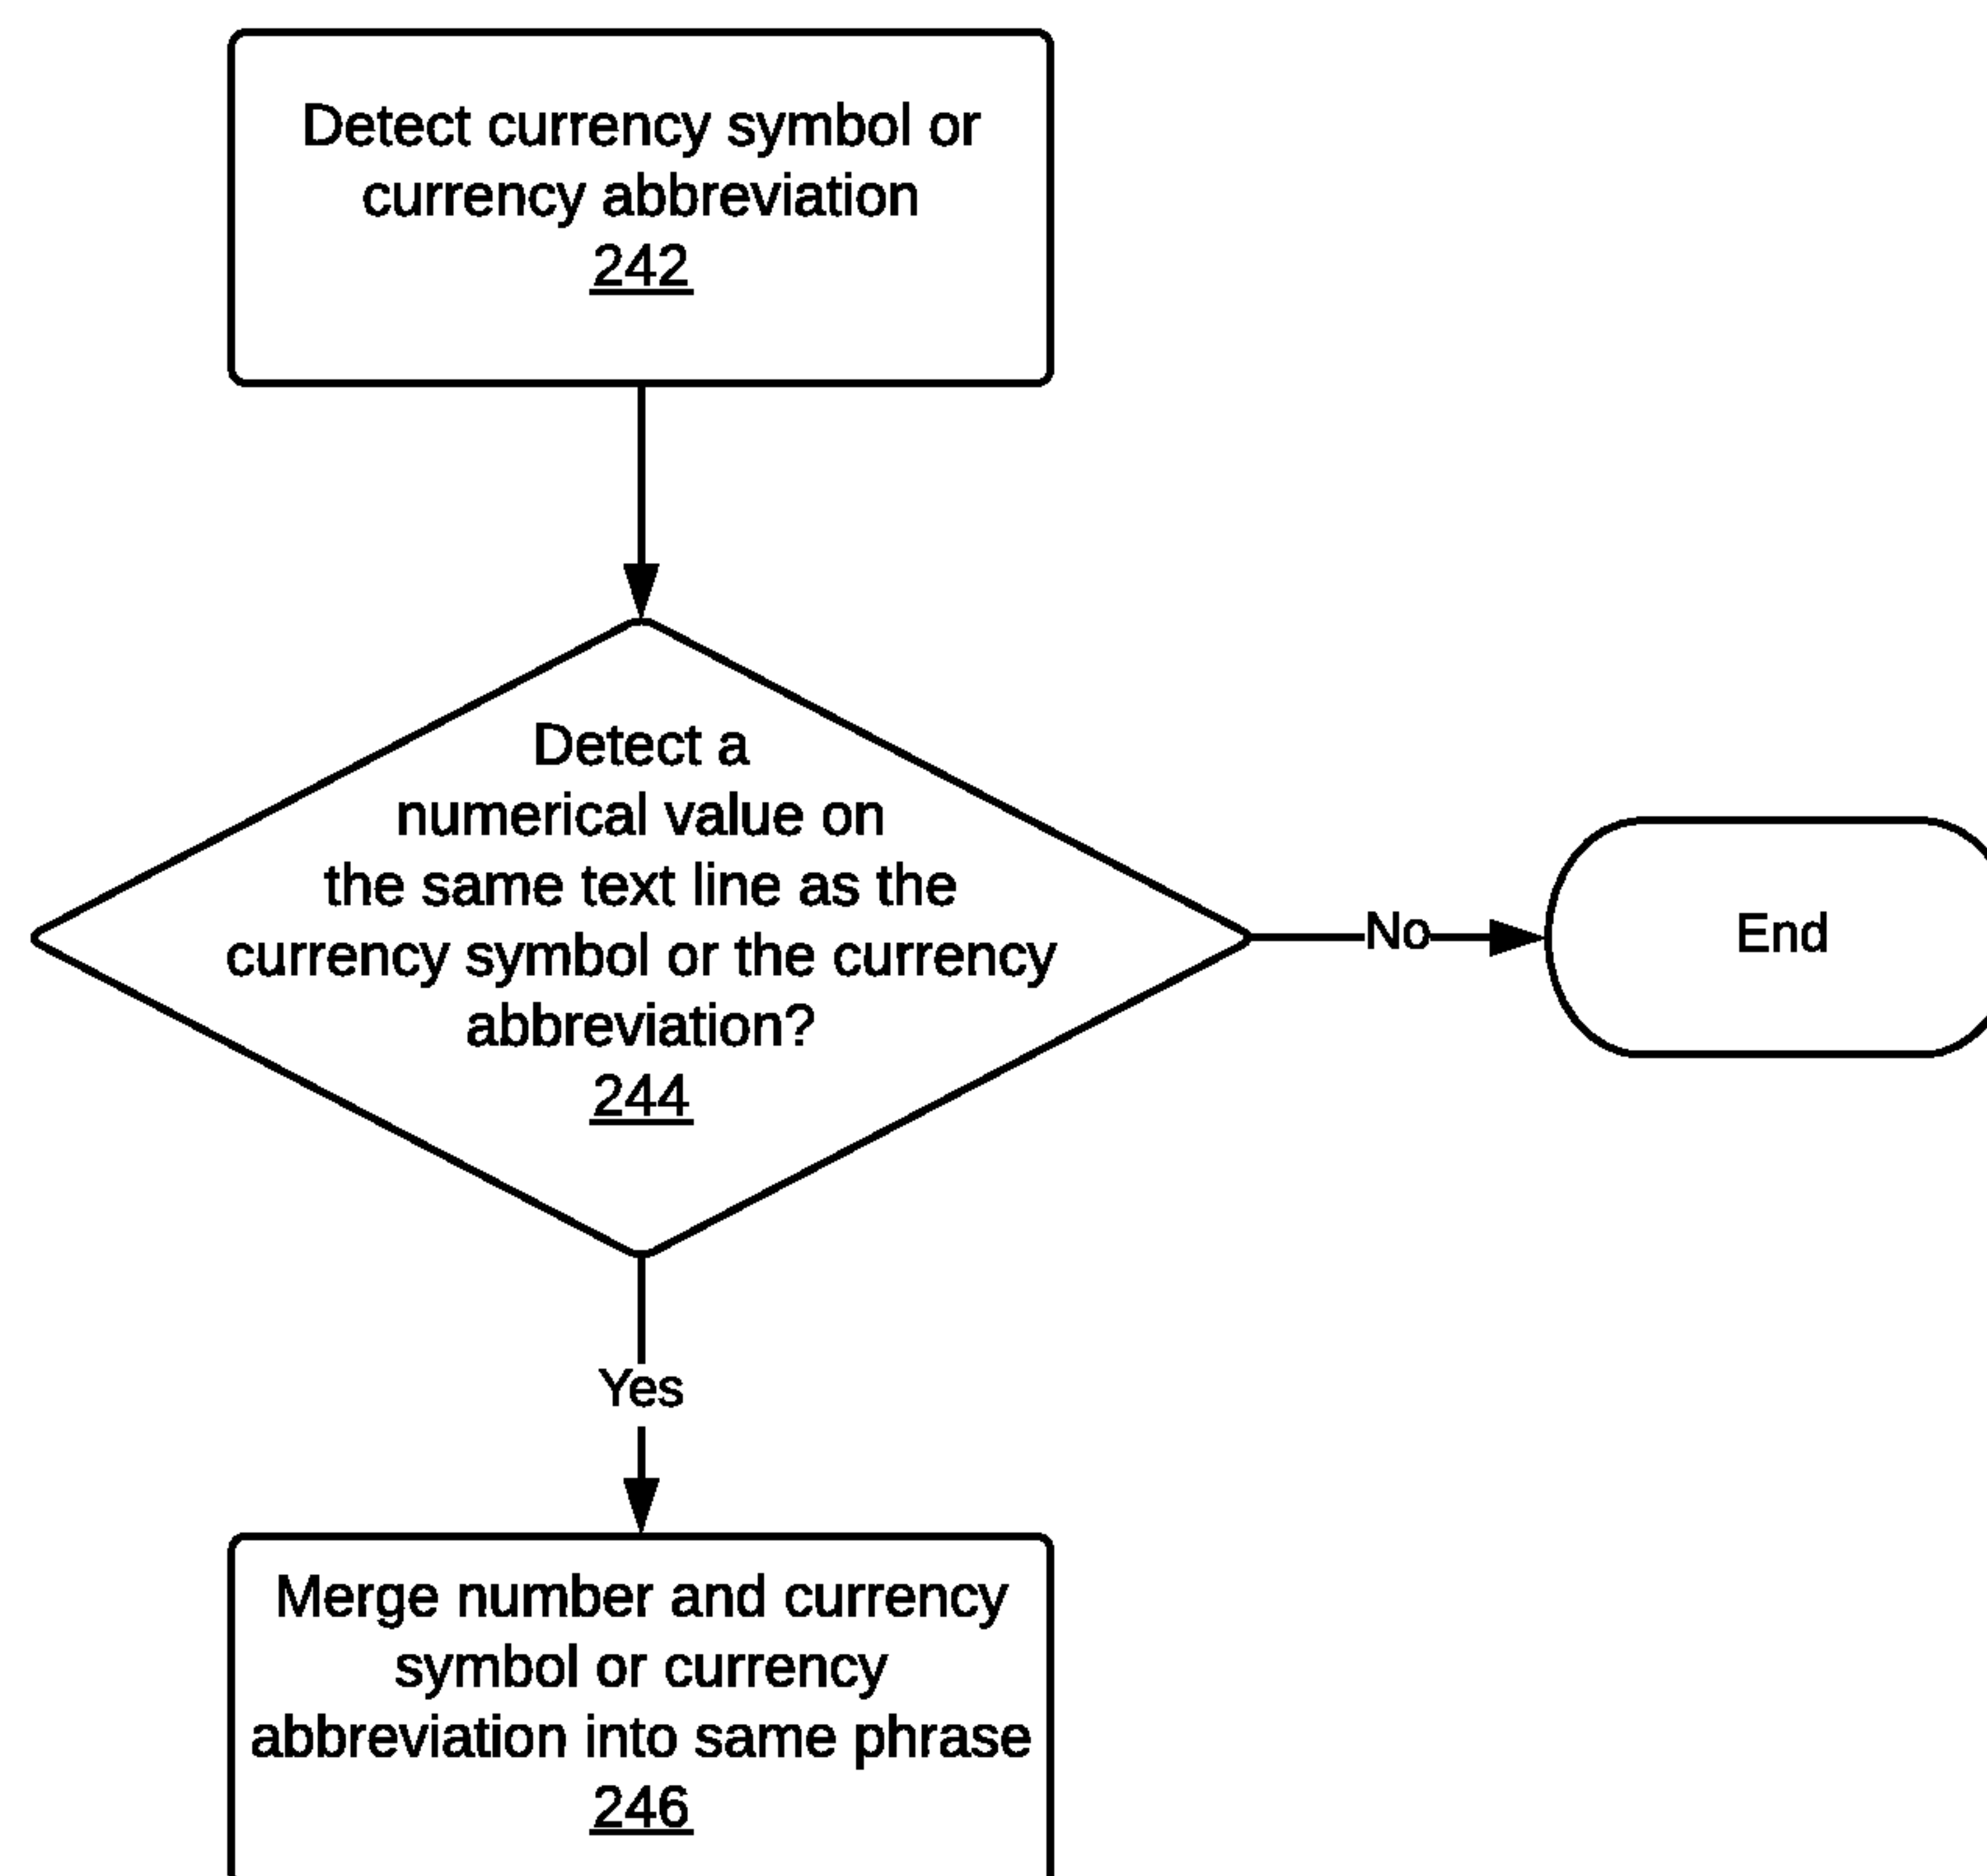 Detect currency symbol or
currency abbreviation
242
Detect a
numerical value on
the same text line as the
currency symbol or the currency
abbreviation?
244
No
End
Yes
Merge number and currency
symbol or currency
abbreviation into same phrase
246